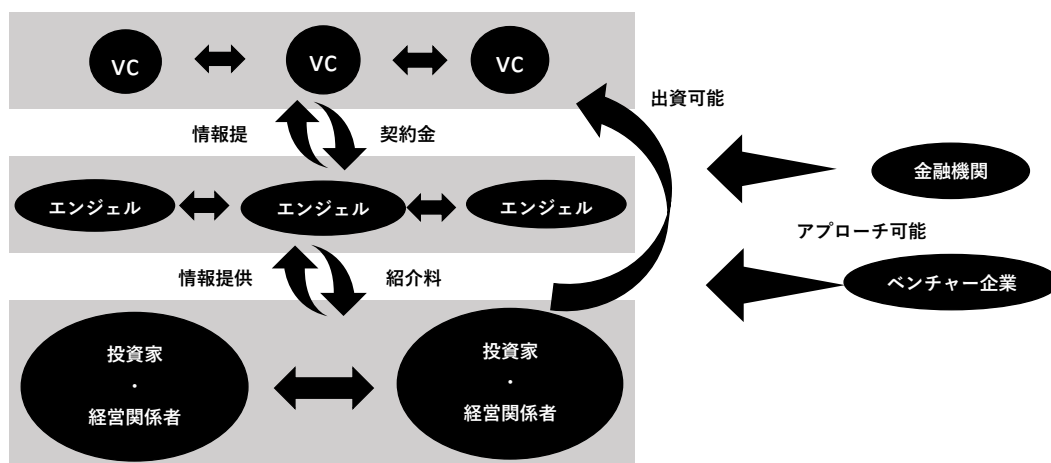 VC
VC
VC
出資可能
情報提
契約金
金融機関
エンジェル
エンジェル
エンジェル
アプローチ可能
情報提供
紹介料
ベンチャー企業
投資家
・
経営関係者
投資家
・
経営関係者